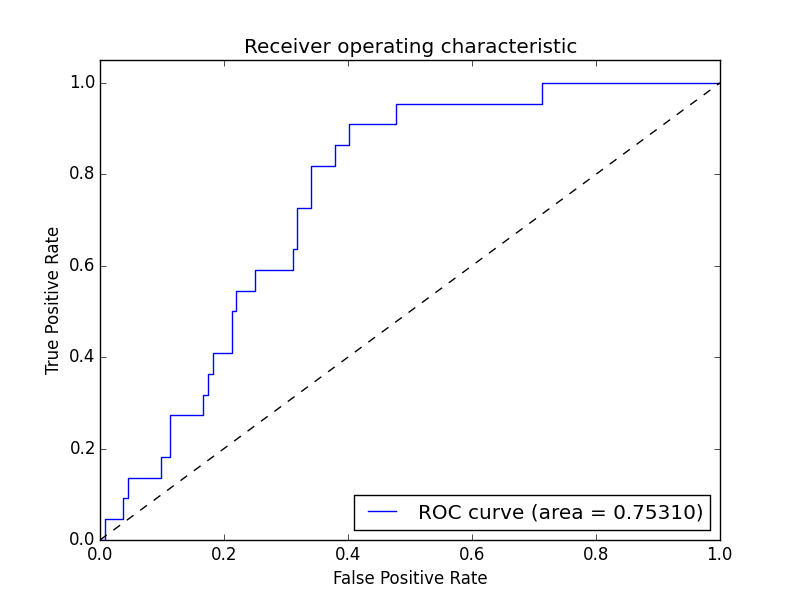 Receiver operating characteristic
1.0
0.8
0.6
0.4
0.2
0.0
True Positive Rate
ROC curve (area = 0.75310)
0.0 0.2 0.4 0.6 0.8 1.0
False Positive Rate